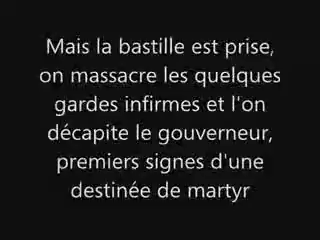 Mais la bastille est prise,
on massacre les quelques
gardes infirmes et l'on
décapite le gouverneur,
premiers signes d'une
destinée de martyr